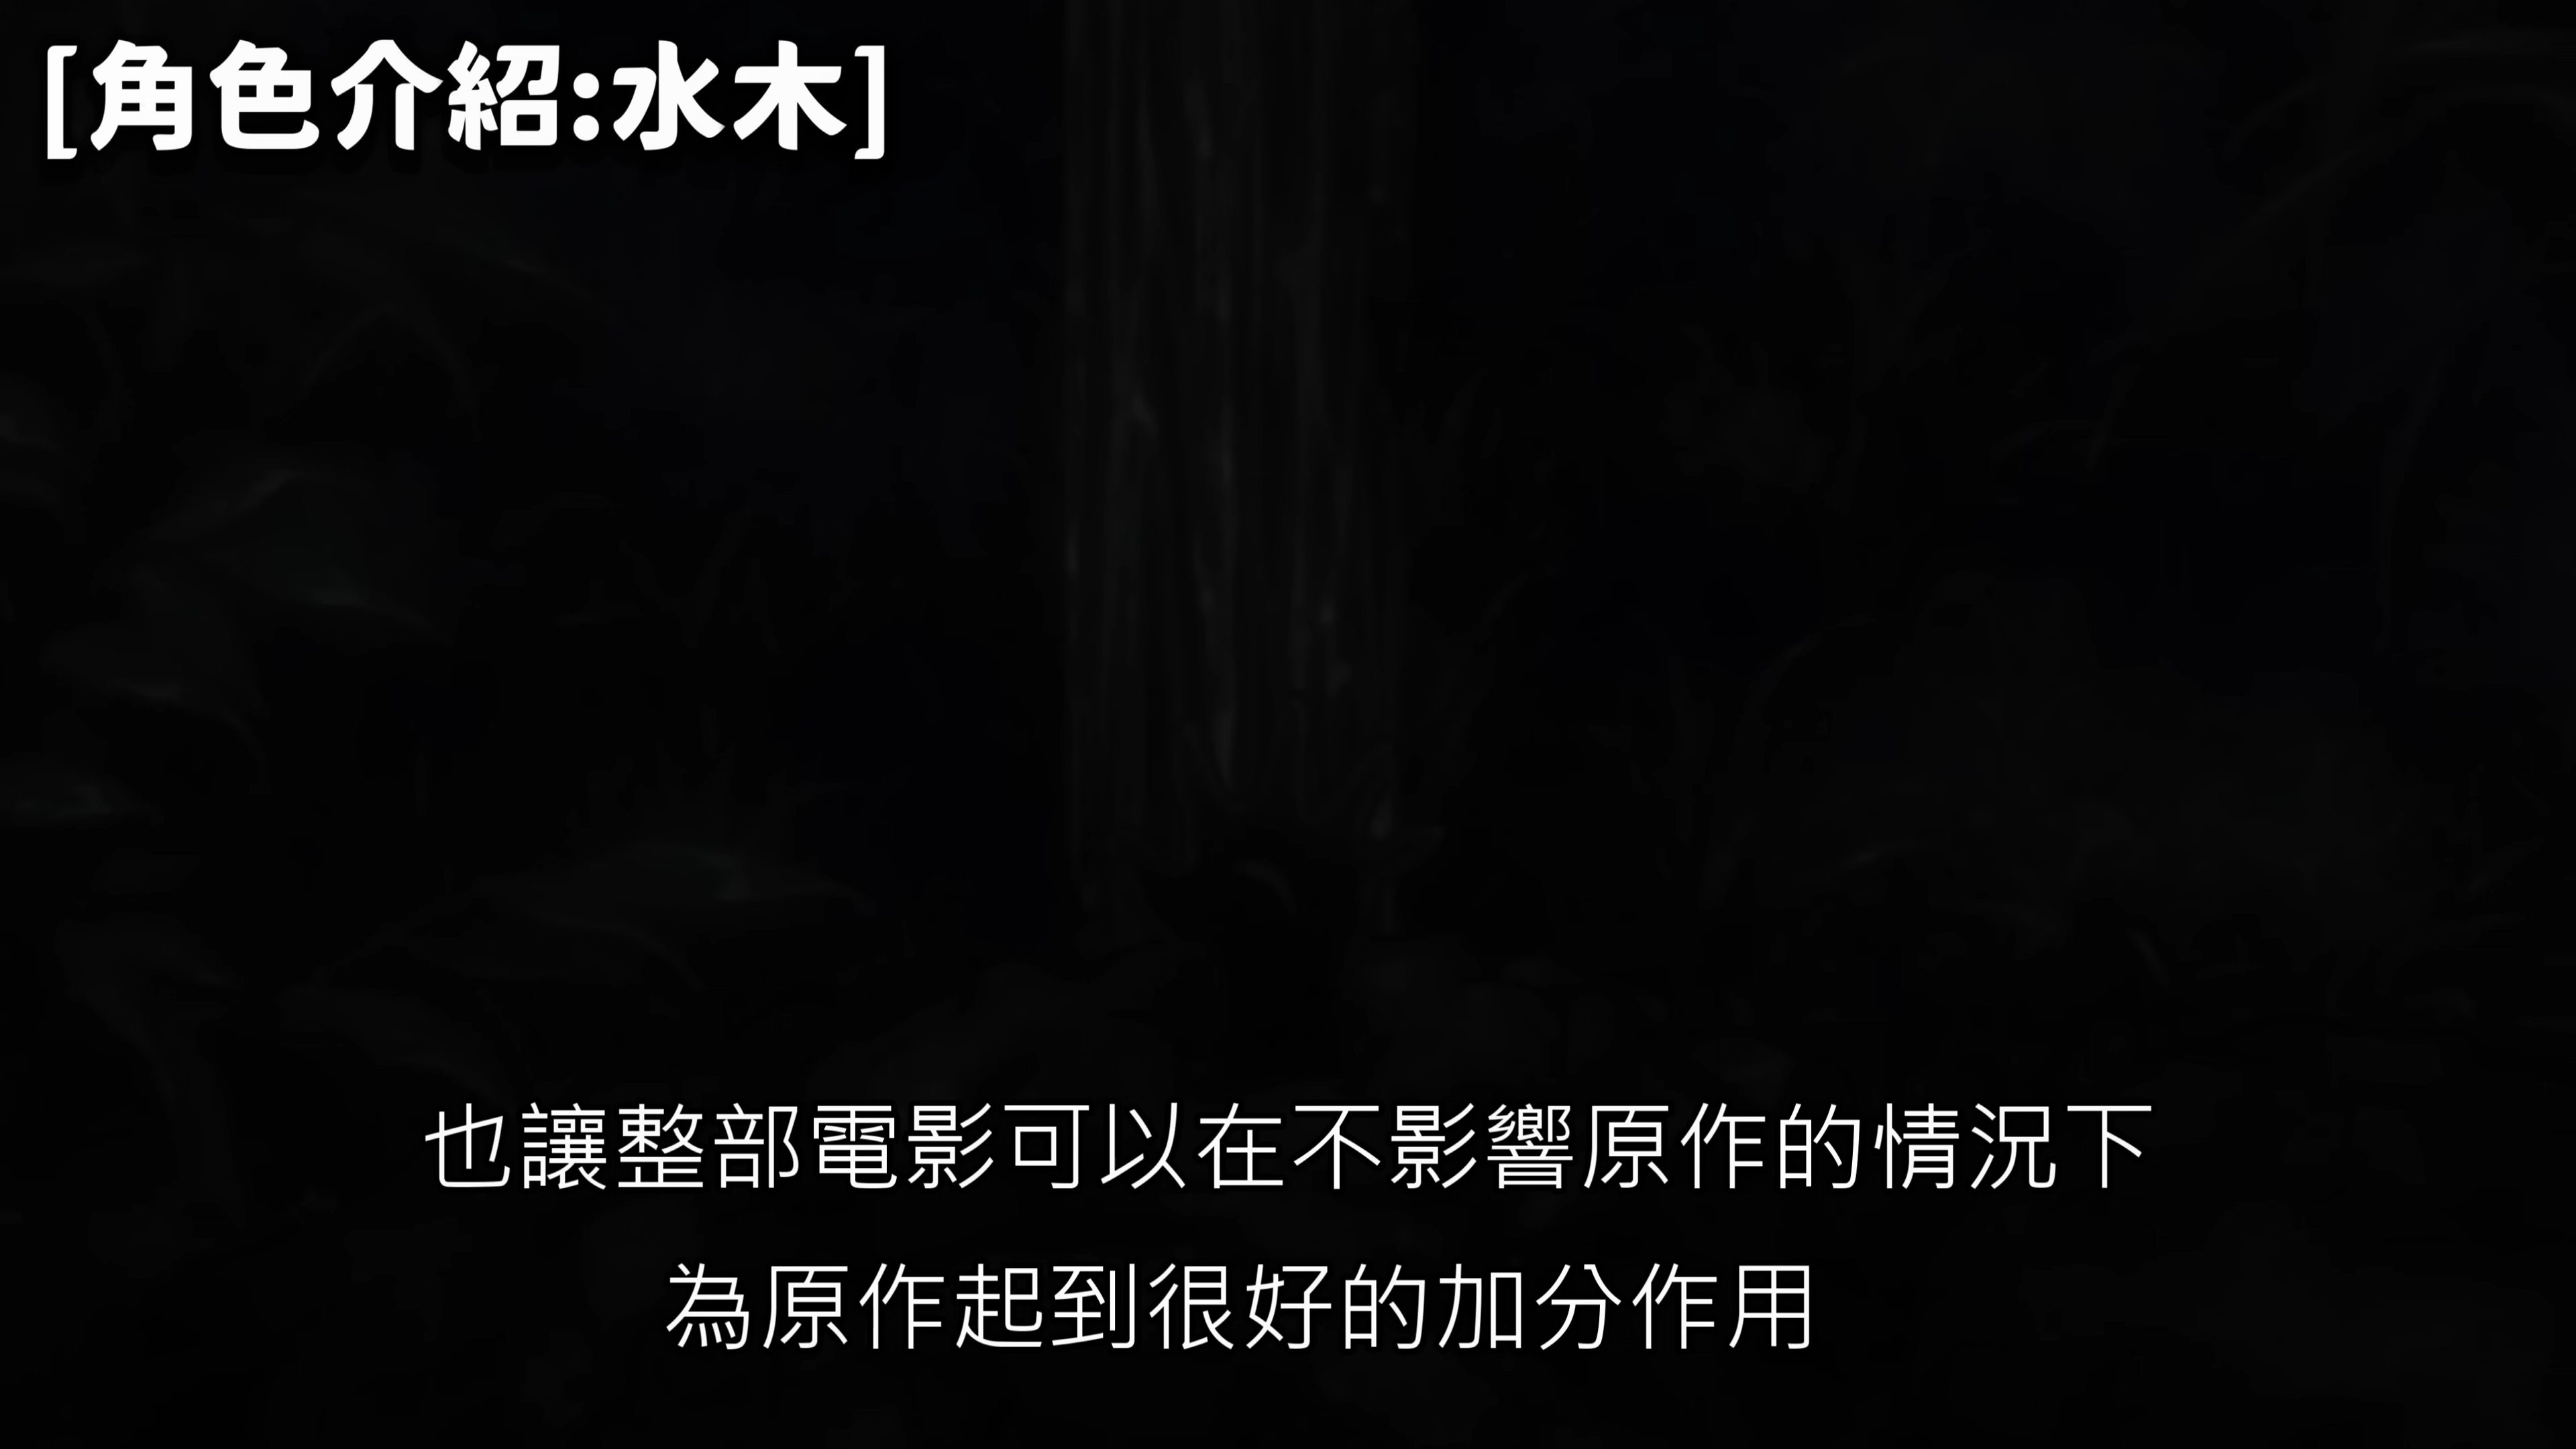 [角色介紹:水木]
也讓整部電影可以在不影響原作的情況下
為原作起到很好的加分作用